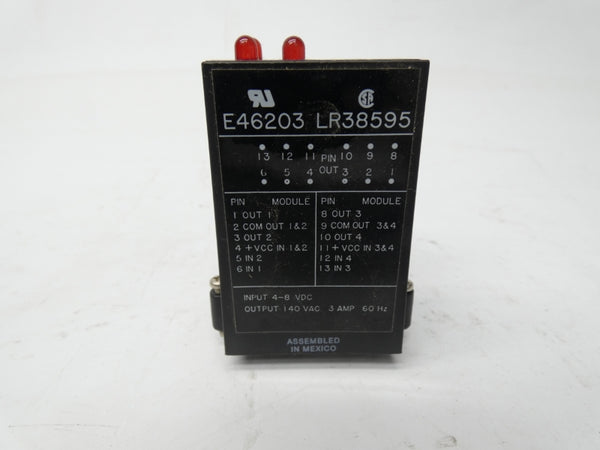 E46203 LR38595
13 12 11 PIN 10 9 8
6 5 4 OUT 3 2 1
PIN MODULE
1 OUT 1
2 COM OUT 1&2
3 OUT 2
4 +VCC IN 1&2
5 IN 2
6 IN 1
PIN MODULE
8 OUT 3
9 COM OUT 3&4
10 OUT 4
11 +VCC IN 3&4
12 IN 4
13 IN 3
INPUT 4-8 VDC
OUTPUT 140 VAC 3 AMP 60 Hz
ASSEMBLED
IN MEXICO